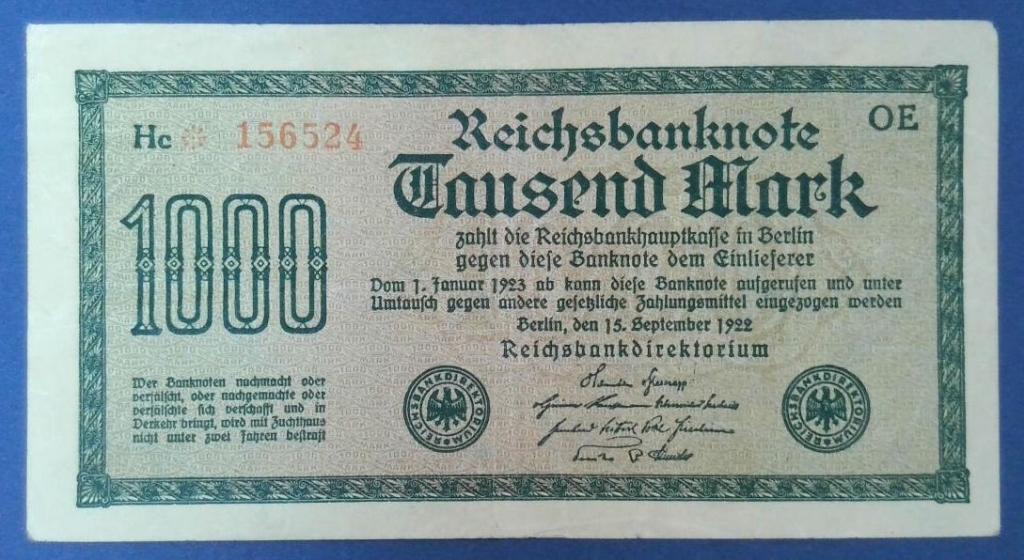 Hc * 156524
OE
Reichsbanknote
Tausend Mark
1000
zahlt die Reichsbankhauptkasse in Berlin
gegen diese Banknote dem Einlieferer
Vom 1. Januar 1923 ab kann diese Banknote aufgerufen und unter
Umtausch gegen andere gesetzliche Zahlungsmittel eingezogen werden
Berlin, den 15. September 1922
Reichsbankdirektorium
Wer Banknoten nachmacht oder
verfälscht, oder nachgemachte oder
verfälschte sich verschafft und in
Verkehr bringt, wird mit Zuchthaus
nicht unter zwei Jahren bestraft
REICHSBANKDIREKTORIUM
REICHSBANKDIREKTORIUM